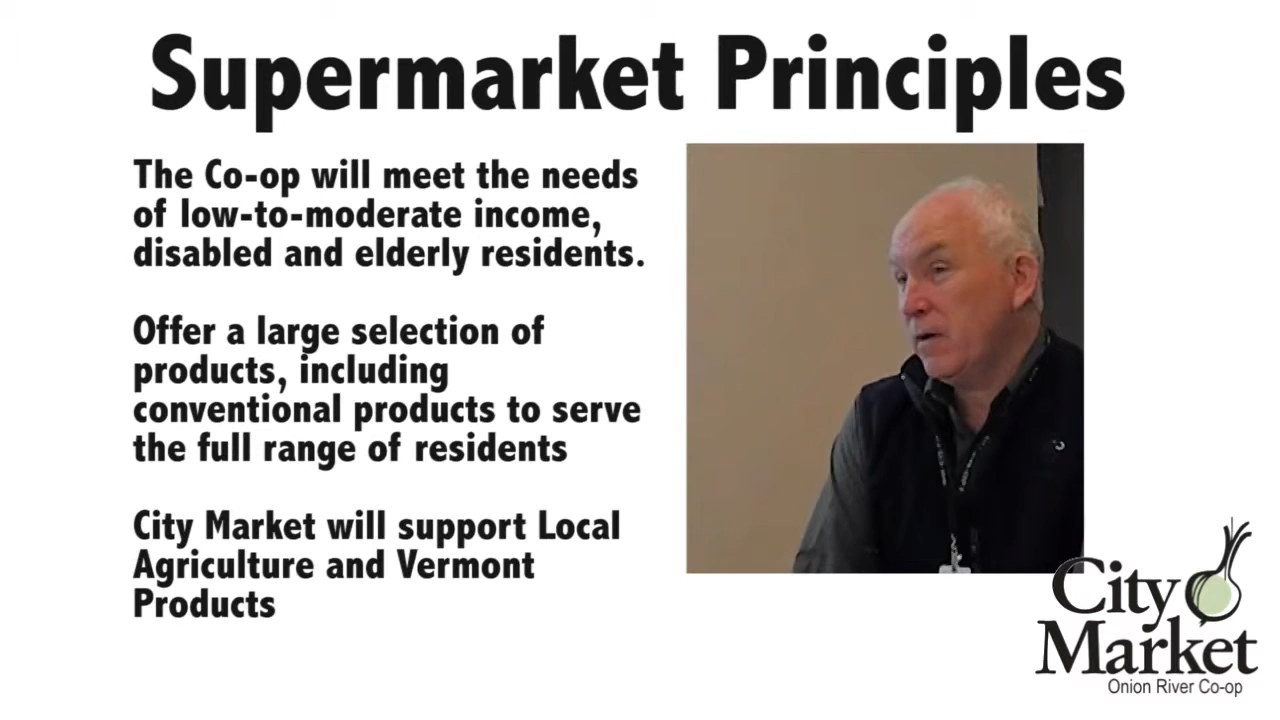 Supermarket Principles
The Co-op will meet the needs
of low-to-moderate income,
disabled and elderly residents.
Offer a large selection of
products, including
conventional products to serve
the full range of residents
City Market will support Local
Agriculture and Vermont
Products
City
Market
Onion River Co-op